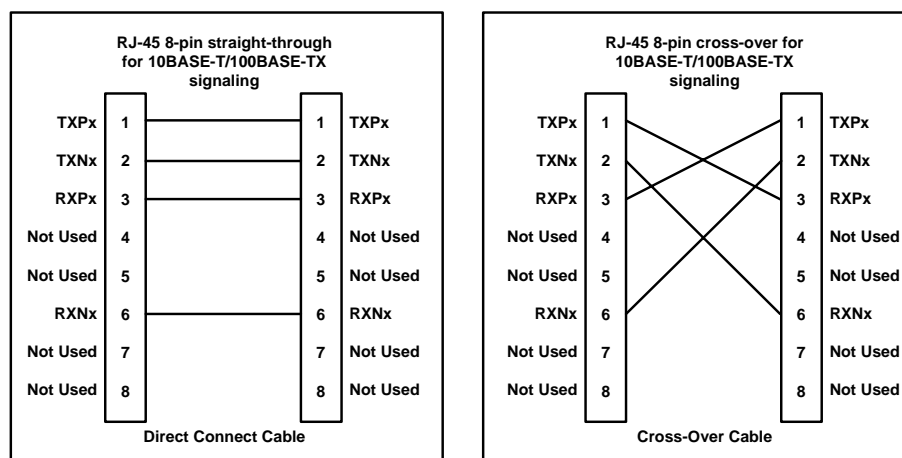 RJ-45 8-pin straight-through
for 10BASE-T/100BASE-TX
signaling
TXPx 1 1 TXPx
TXNx 2 2 TXNx
RXPx 3 3 RXPx
Not Used 4 4 Not Used
Not Used 5 5 Not Used
RXNx 6 6 RXNx
Not Used 7 7 Not Used
Not Used 8 8 Not Used
Direct Connect Cable
RJ-45 8-pin cross-over for
10BASE-T/100BASE-TX
signaling
TXPx 1 1 TXPx
TXNx 2 2 TXNx
RXPx 3 3 RXPx
Not Used 4 4 Not Used
Not Used 5 5 Not Used
RXNx 6 6 RXNx
Not Used 7 7 Not Used
Not Used 8 8 Not Used
Cross-Over Cable